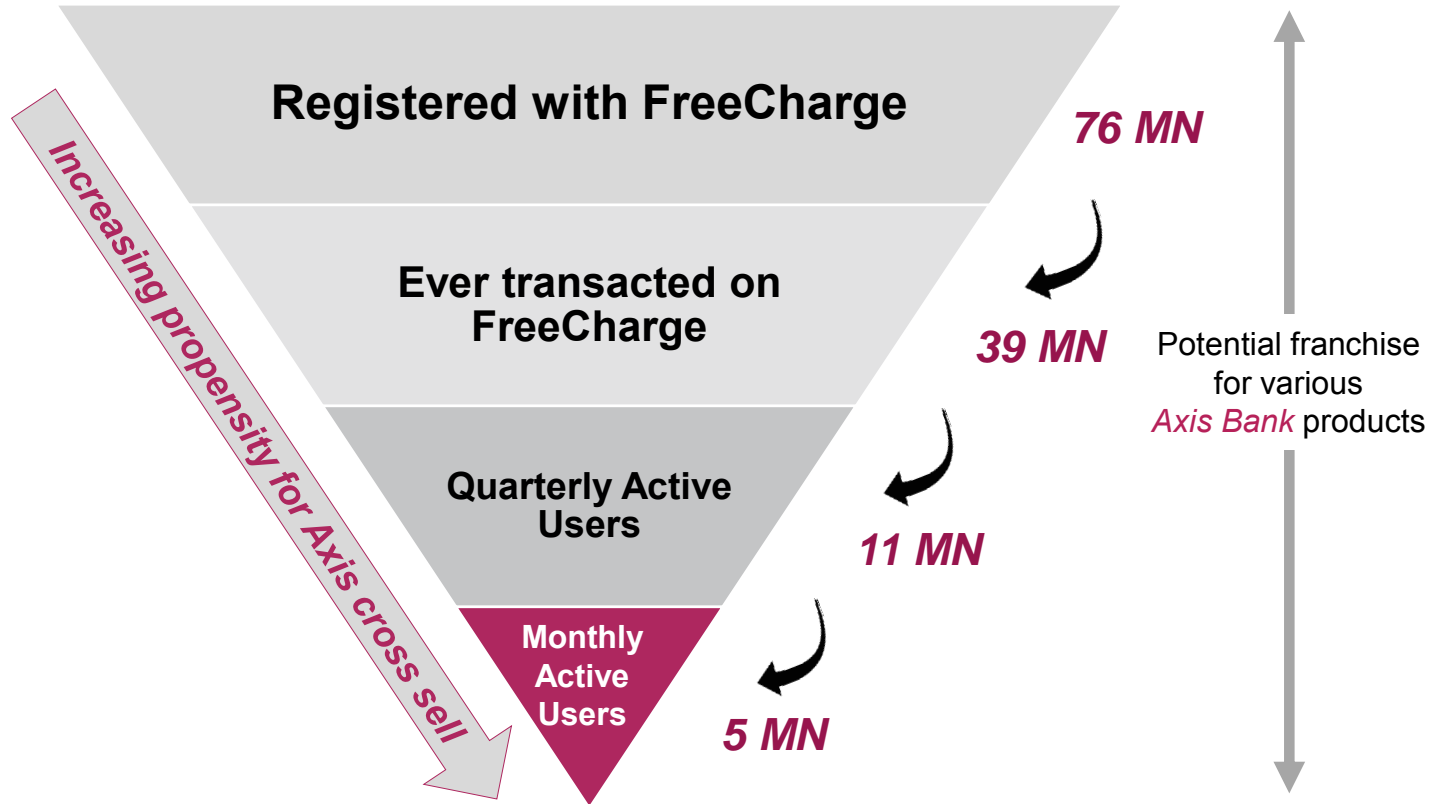 Registered with FreeCharge
76 MN
Increasing propensity for Axis cross sell
Ever transacted on
FreeCharge
39 MN
Potential franchise
for various
Axis Bank products
Quarterly Active
Users
11 MN
Monthly
Active
Users
5 MN